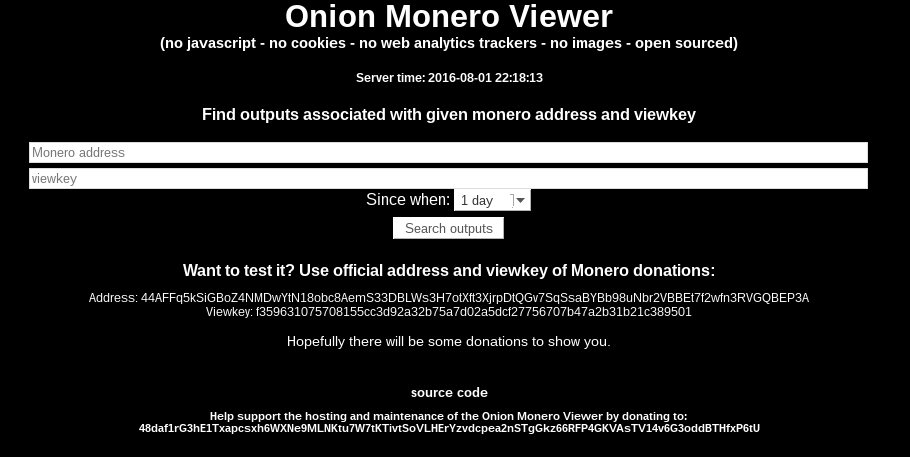 Onion Monero Viewer
(no javascript - no cookies - no web analytics trackers - no images - open sourced)
Server time: 2016-08-01 22:18:13
Find outputs associated with given monero address and viewkey
Monero address
viewkey
Since when: 1 day
Search outputs
Want to test it? Use official address and viewkey of Monero donations:
Address: 44AFFq5kSiGBoZ4NMDwYtN18obc8AemS33DBLWs3H7otXft3XjrpDtQGv7SqSsaBYBb98uNbr2VBBEt7f2wfn3RVGQBEP3A
Viewkey: f359631075708155cc3d92a32b75a7d02a5dcf27756707b47a2b31b21c389501
Hopefully there will be some donations to show you.
source code
Help support the hosting and maintenance of the Onion Monero Viewer by donating to:
48daf1rG3hE1Txapcsxh6WXNe9MLNKtu7W7tKTivtSoVLHErYzvdcpea2nSTgGkz66RFP4GKVAsTV14v6G3oddBTHfxP6tU